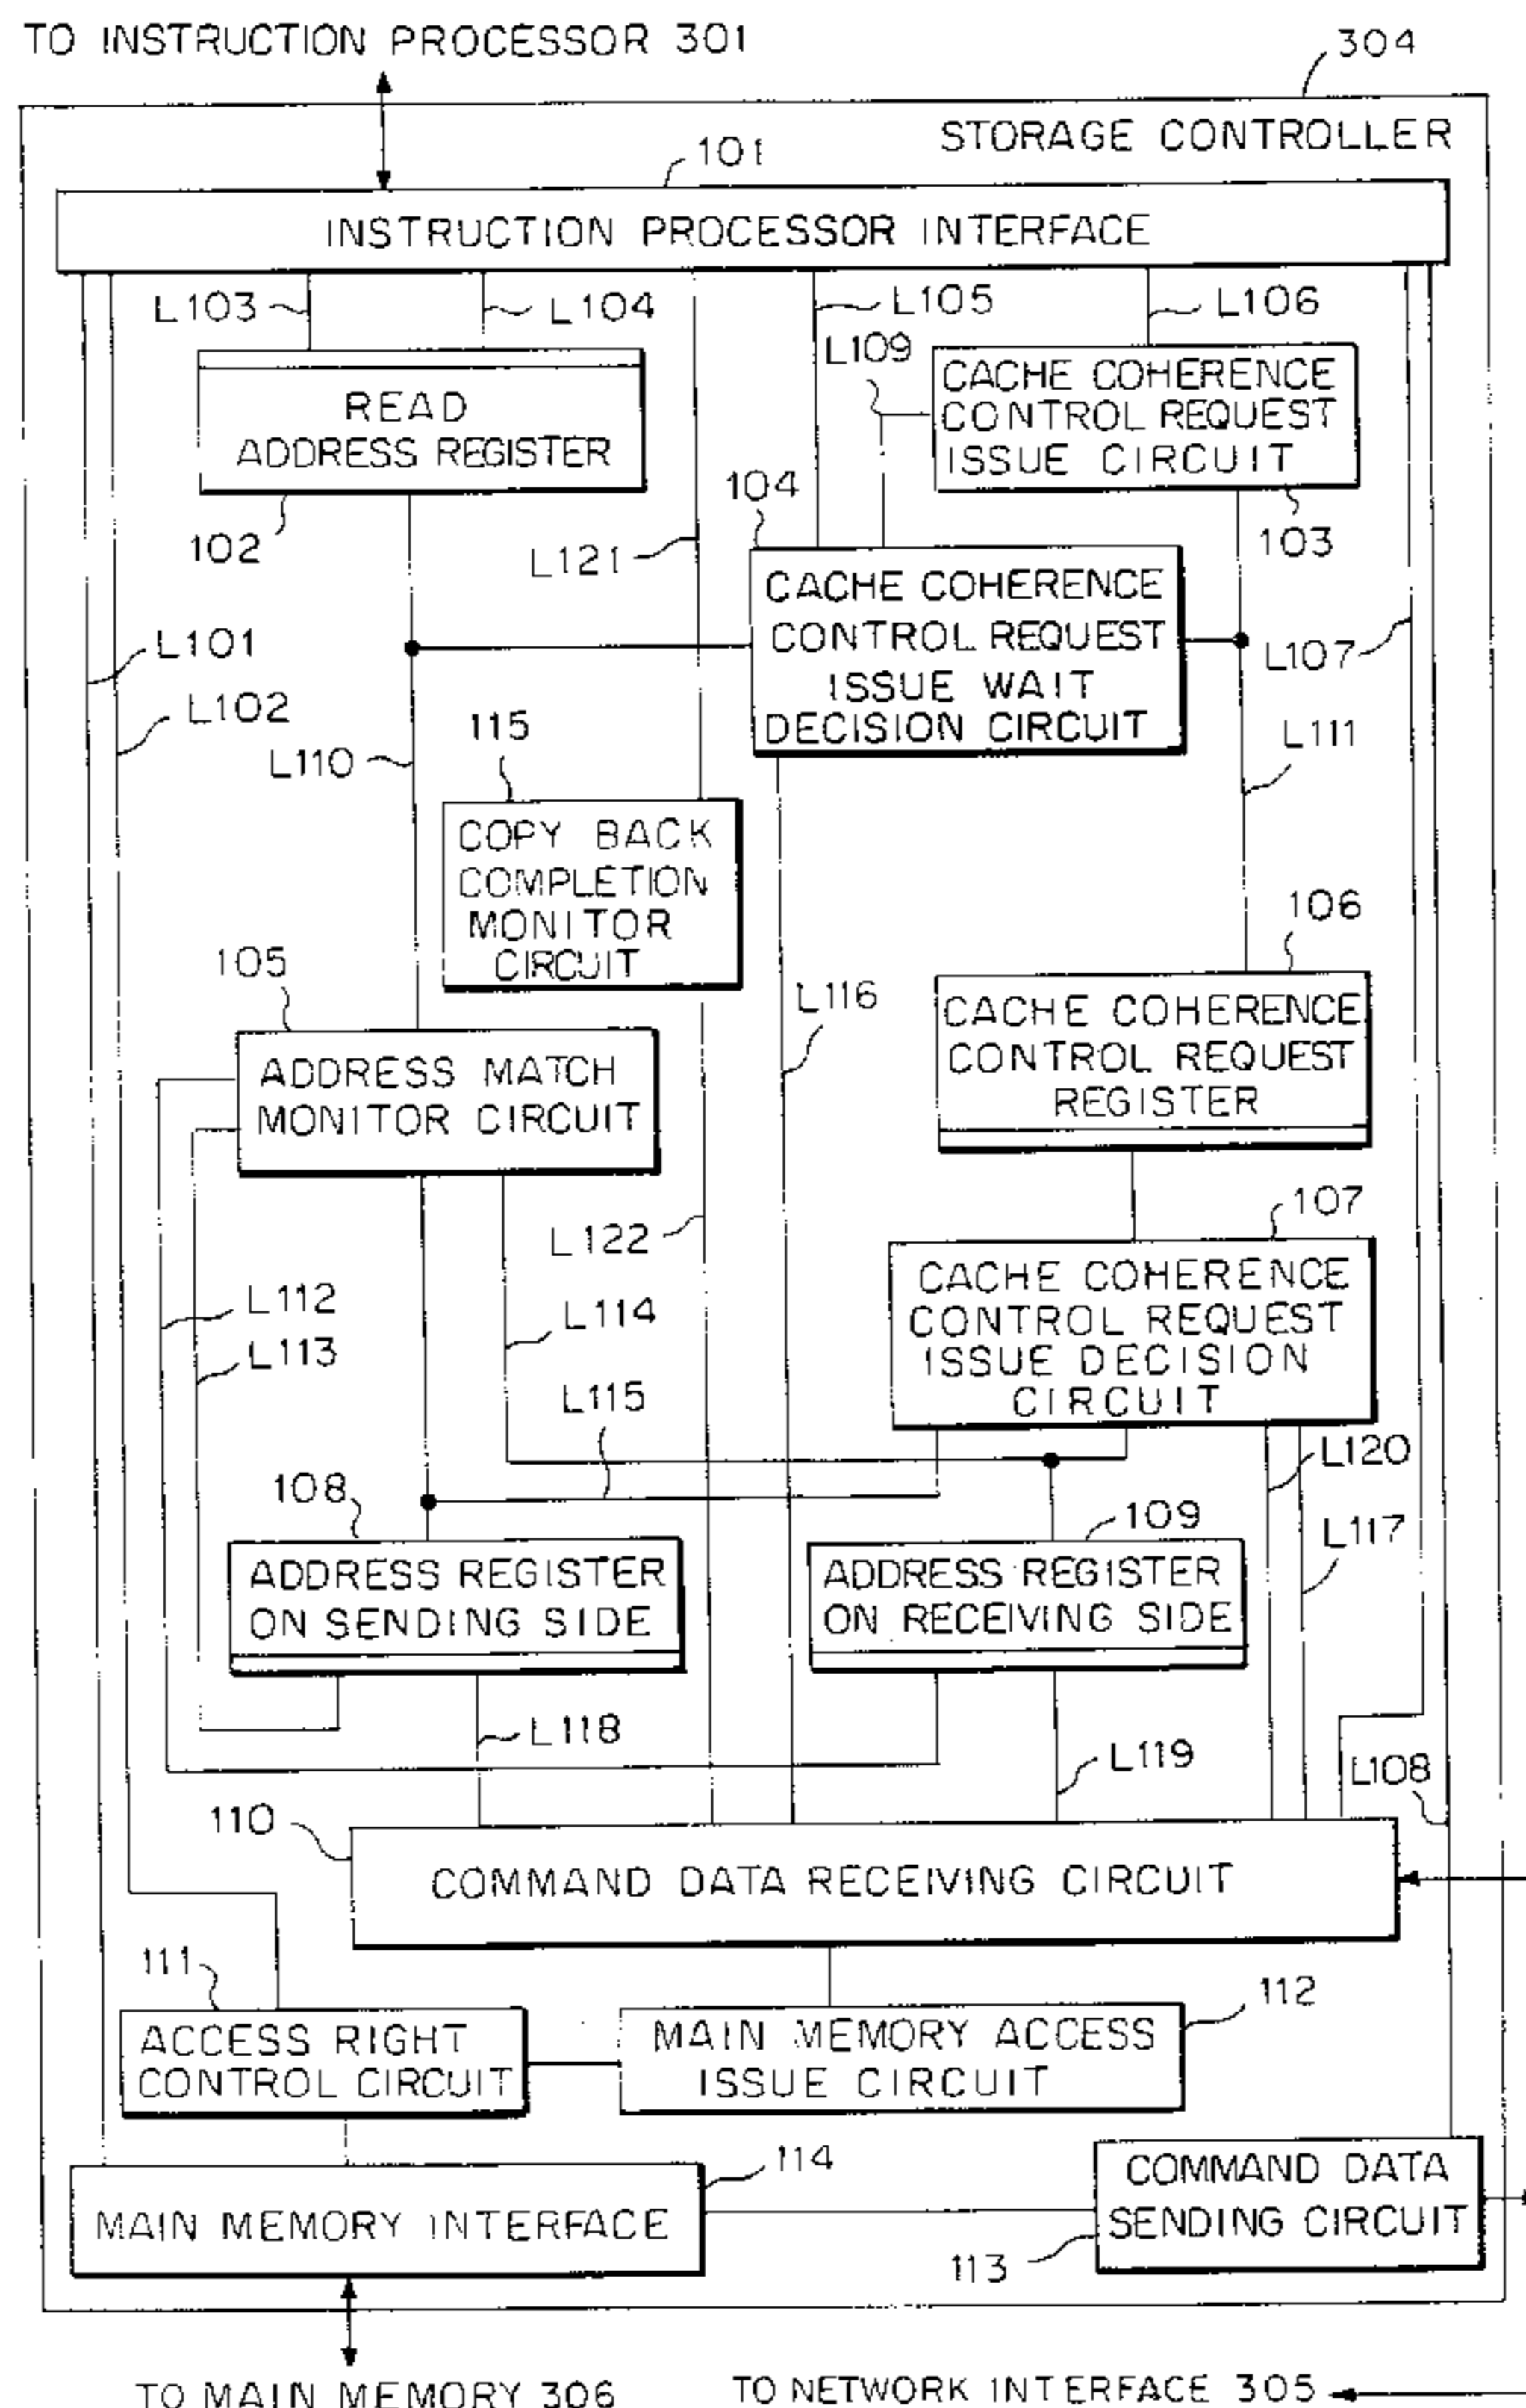 TO INSTRUCTION PROCESSOR 301
304
STORAGE CONTROLLER
101
INSTRUCTION PROCESSOR INTERFACE
L103
L104
L105
L106
L109
READ
ADDRESS REGISTER
CACHE COHERENCE
CONTROL REQUEST
ISSUE CIRCUIT
102
L121
104
103
CACHE COHERENCE
CONTROL REQUEST
ISSUE WAIT
DECISION CIRCUIT
L101
L102
L107
L110
115
L111
COPY BACK
COMPLETION
MONITOR
CIRCUIT
105
L116
106
ADDRESS MATCH
MONITOR CIRCUIT
CACHE COHERENCE
CONTROL REQUEST
REGISTER
L122
107
L112
L113
L114
CACHE COHERENCE
CONTROL REQUEST
ISSUE DECISION
CIRCUIT
L115
L120
108
109
L117
ADDRESS REGISTER
ON SENDING SIDE
ADDRESS REGISTER
ON RECEIVING SIDE
L118
L119
L108
110
COMMAND DATA RECEIVING CIRCUIT
111
112
ACCESS RIGHT
CONTROL CIRCUIT
MAIN MEMORY ACCESS
ISSUE CIRCUIT
114
MAIN MEMORY INTERFACE
COMMAND DATA
SENDING CIRCUIT
113
TO MAIN MEMORY 306
TO NETWORK INTERFACE 305